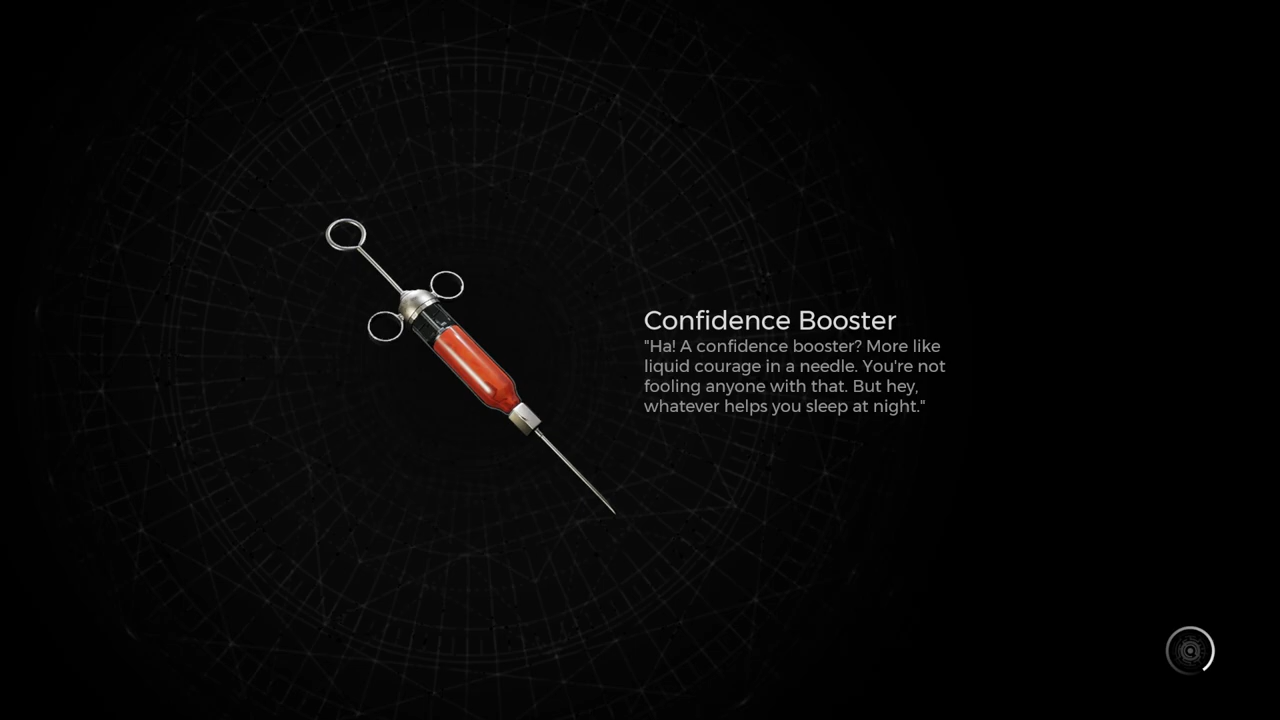 Confidence Booster
"Ha! A confidence booster? More like
liquid courage in a needle. You're not
fooling anyone with that. But hey,
whatever helps you sleep at night."